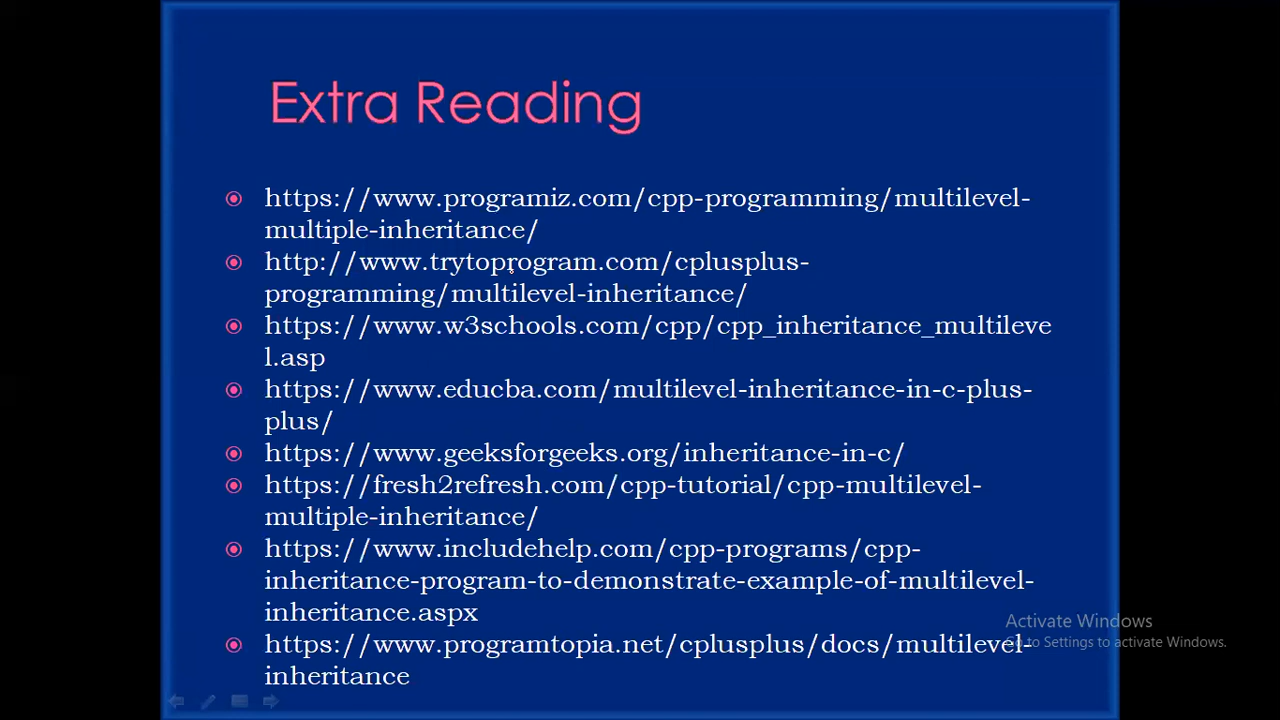 Extra Reading
https://www.programiz.com/cpp-programming/multilevel-
multiple-inheritance/
http://www.trytoprogram.com/cplusplus-
programming/multilevel-inheritance/
https://www.w3schools.com/cpp/cpp_inheritance_multileve
l.asp
https://www.educba.com/multilevel-inheritance-in-c-plus-
plus/
https://www.geeksforgeeks.org/inheritance-in-c/
https://fresh2refresh.com/cpp-tutorial/cpp-multilevel-
multiple-inheritance/
https://www.includehelp.com/cpp-programs/cpp-
inheritance-program-to-demonstrate-example-of-multilevel-
inheritance.aspx
https://www.programtopia.net/cplusplus/docs/multilevel-
inheritance
Activate Windows
Go to Settings to activate Windows.